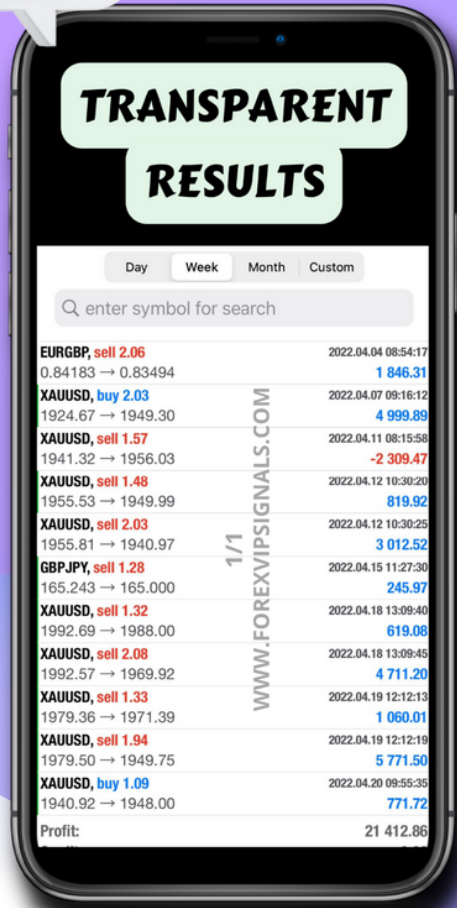 TRANSPARENT
RESULTS
Day Week Month Custom
enter symbol for search
EURGBP, sell 2.06 2022.04.04 08:54:17
0.84183 → 0.83494 1 846.31
XAUUSD, buy 2.03 2022.04.07 09:16:12
1924.67 → 1949.30 4 999.89
XAUUSD, sell 1.57 2022.04.11 08:15:58
1941.32 → 1956.03 -2 309.47
XAUUSD, sell 1.48 2022.04.12 10:30:20
1955.53 → 1949.99 819.92
XAUUSD, sell 2.03 2022.04.12 10:30:25
1955.81 → 1940.97 3 012.52
GBPJPY, sell 1.28 2022.04.15 11:27:30
165.243 → 165.000 245.97
XAUUSD, sell 1.32 2022.04.18 13:09:40
1992.69 → 1988.00 619.08
XAUUSD, sell 2.08 2022.04.18 13:09:45
1992.57 → 1969.92 4 711.20
XAUUSD, sell 1.33 2022.04.19 12:12:13
1979.36 → 1971.39 1 060.01
XAUUSD, sell 1.94 2022.04.19 12:12:19
1979.50 → 1949.75 5 771.50
XAUUSD, buy 1.09 2022.04.20 09:55:35
1940.92 → 1948.00 771.72
Profit: 21 412.86
1/1
WWW.FOREXVIPSIGNALS.COM